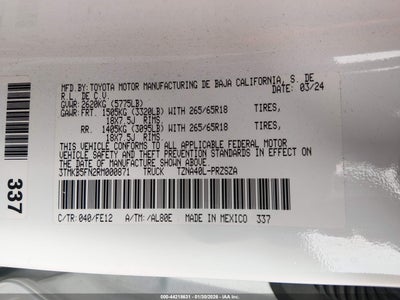 MFD.BY:TOYOTA MOTOR MANUFACTURING DE BAJA CALIFORNIA, S. DE
R.L. DE C.V. 03/24
GVWR:2620KG (5775LB)
GAWR:FRT. 1505KG (3320LB) WITH 265/65R18 TIRES,
18X7.5J RIMS
RR. 1405KG (3095LB) WITH 265/65R18 TIRES,
18X7.5J RIMS
THIS VEHICLE CONFORMS TO ALL APPLICABLE FEDERAL MOTOR
VEHICLE SAFETY AND THEFT PREVENTION STANDARDS IN EFFECT ON
THE DATE OF MANUFACTURE SHOWN ABOVE.
3TMKB5FN2RM000871 TRUCK TZNA40L-PRZSZA
C/TR:040/FE12 A/TM:/AL80E MADE IN MEXICO 337
337
000-44218631 - 01/30/2026 - IAA, Inc.